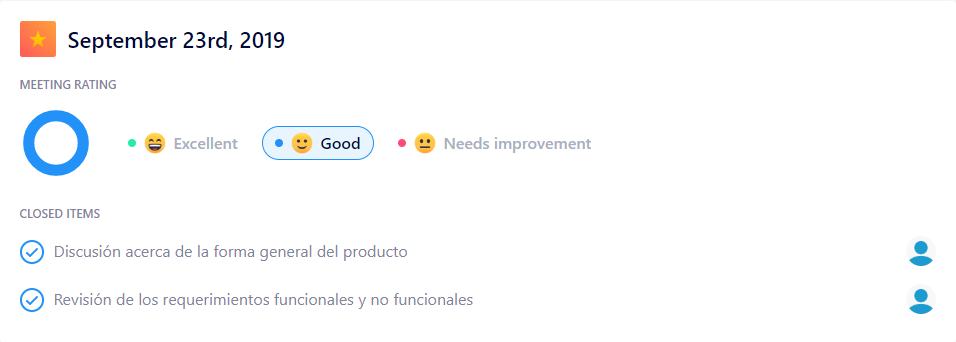 September 23rd, 2019
MEETING RATING
Excellent Good Needs improvement
CLOSED ITEMS
Discusión acerca de la forma general del producto
Revisión de los requerimientos funcionales y no funcionales